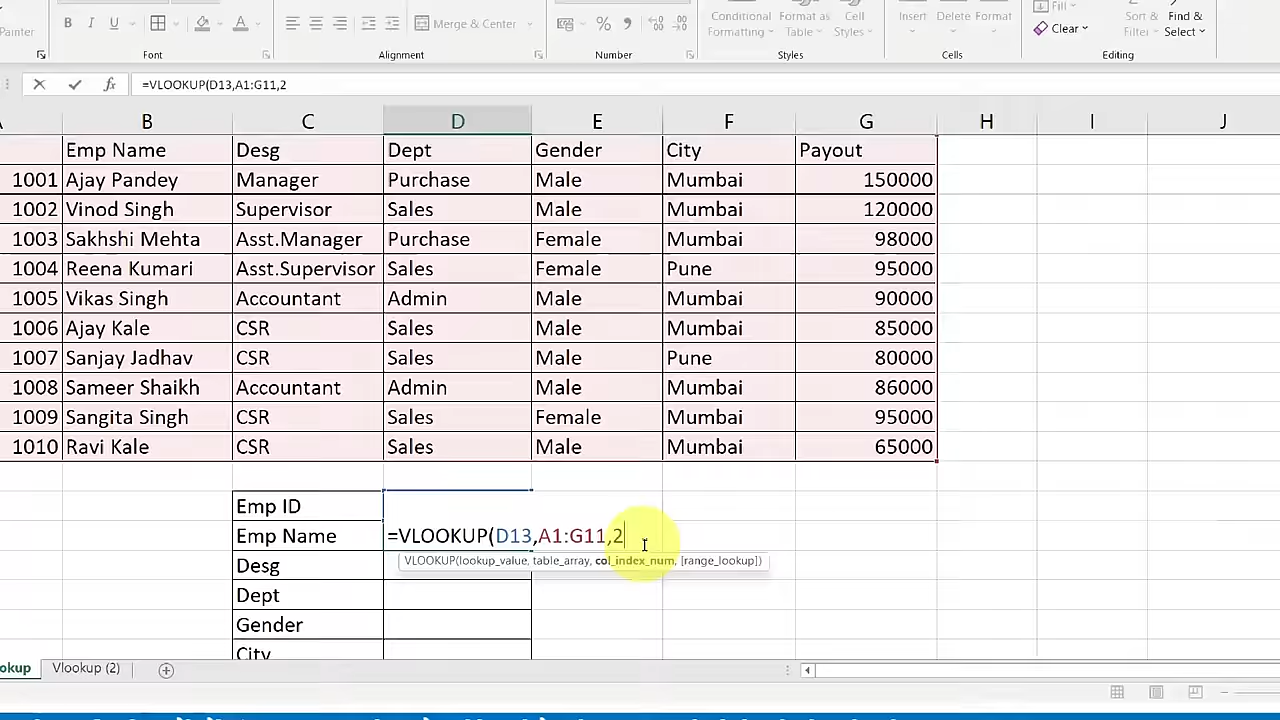 Painter
B I U
Merge & Center
%
Conditional Formatting
Format as Table
Cell Styles
Insert Delete Format
Fill
Clear
Sort & Filter
Find & Select
Font
Alignment
Number
Styles
Cells
Editing
fx =VLOOKUP(D13,A1:G11,2
B C D E F G H I J
Emp Name Desg Dept Gender City Payout
1001 Ajay Pandey Manager Purchase Male Mumbai 150000
1002 Vinod Singh Supervisor Sales Male Mumbai 120000
1003 Sakhshi Mehta Asst.Manager Purchase Female Mumbai 98000
1004 Reena Kumari Asst.Supervisor Sales Female Pune 95000
1005 Vikas Singh Accountant Admin Male Mumbai 90000
1006 Ajay Kale CSR Sales Male Mumbai 85000
1007 Sanjay Jadhav CSR Sales Male Pune 80000
1008 Sameer Shaikh Accountant Admin Male Mumbai 86000
1009 Sangita Singh CSR Sales Female Mumbai 95000
1010 Ravi Kale CSR Sales Male Mumbai 65000
Emp ID
Emp Name =VLOOKUP(D13,A1:G11,2
VLOOKUP(lookup_value, table_array, col_index_num, [range_lookup])
Desg
Dept
Gender
City
okup Vlookup (2)